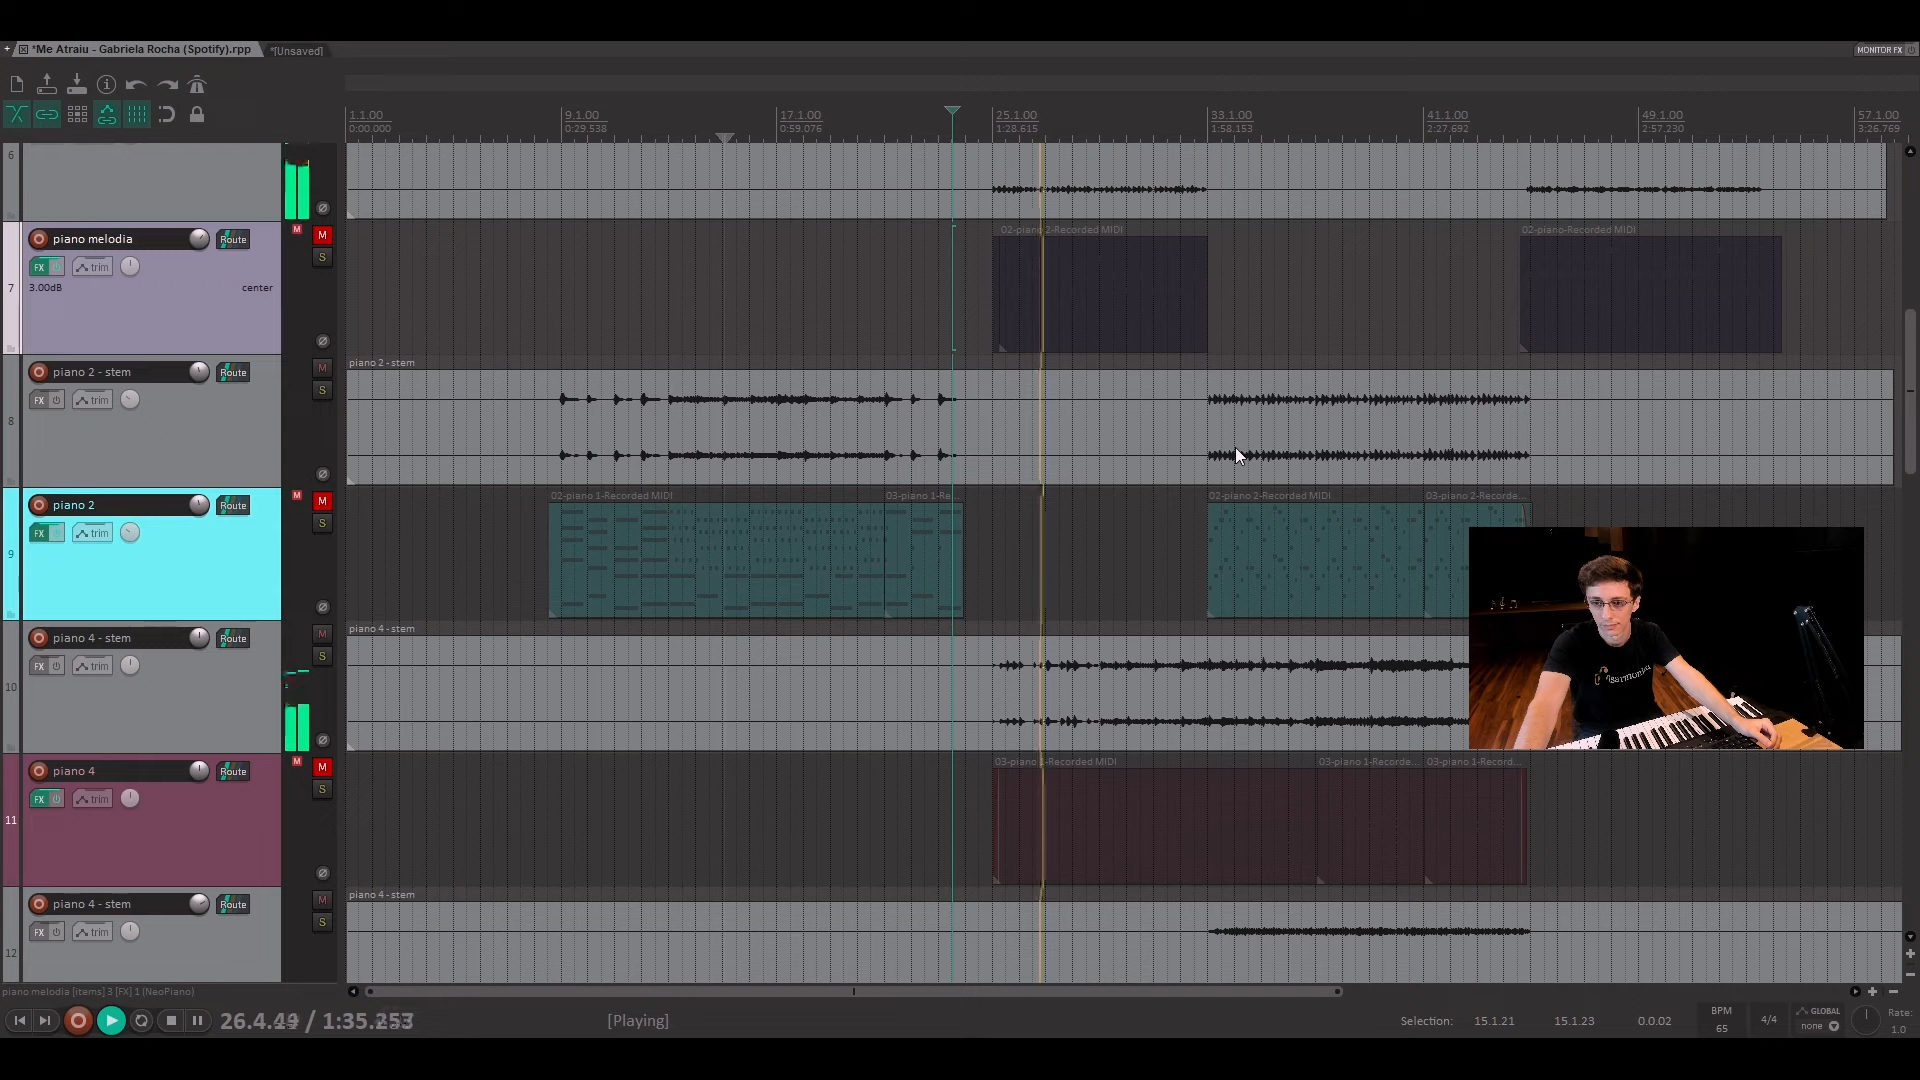 + *Me Atraiu - Gabriela Rocha (Spotify).rpp *[Unsaved] MONITOR FX
1.1.00 9.1.00 17.1.00 25.1.00 33.1.00 41.1.00 49.1.00 57.1.00
0:00.000 0:29.538 0:59.076 1:28.615 1:58.153 2:27.692 2:57.230 3:26.769
6
7
piano melodia Route M M S
FX trim
3.00dB center
02-piano 2-Recorded MIDI 02-piano-Recorded MIDI
piano 2 - stem
8
piano 2 - stem Route M S
FX trim
02-piano 1-Recorded MIDI 03-piano 1-Re... 02-piano 2-Recorded MIDI 03-piano 2-Recorde...
9
piano 2 Route M M S
FX trim
piano 4 - stem
10
piano 4 - stem Route M S
FX trim
03-piano 1-Recorded MIDI 03-piano 1-Recorde... 03-piano 1-Record...
11
piano 4 Route M M S
FX trim
piano 4 - stem
12
piano 4 - stem Route M S
FX trim
piano melodia [items] 3 [FX] 1 (NeoPiano)
[Playing]
Selection: 15.1.21 15.1.23 0.0.02
BPM
65
4/4
GLOBAL
none
Rate:
1.0